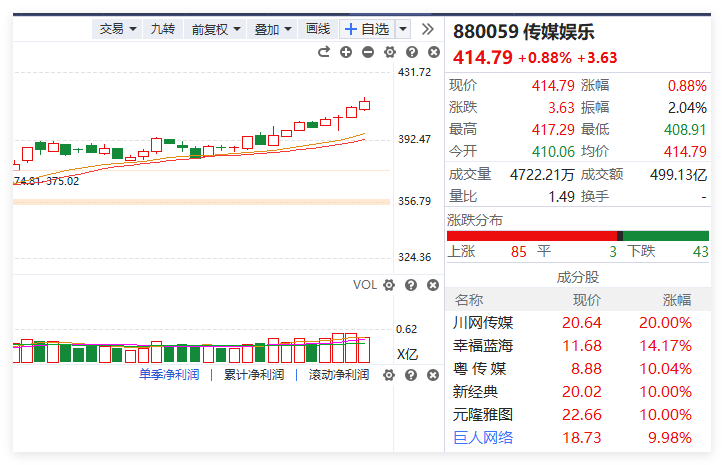 交易 九转 前复权 叠加 画线 自选
431.72
392.47
74.81-375.02
356.79
324.36
VOL
0.62
X亿
单季净利润 | 累计净利润 | 滚动净利润
880059 传媒娱乐
414.79 +0.88% +3.63
现价 414.79 涨幅 0.88%
涨跌 3.63 振幅 2.04%
最高 417.29 最低 408.91
今开 410.06 均价 414.79
成交量 4722.21万 成交额 499.13亿
量比 1.49 换手 -
涨跌分布
上涨 85 平 3 下跌 43
成分股
名称 现价 涨幅
川网传媒 20.64 20.00%
幸福蓝海 11.68 14.17%
粤传媒 8.88 10.04%
新经典 20.02 10.00%
元隆雅图 22.66 10.00%
巨人网络 18.73 9.98%